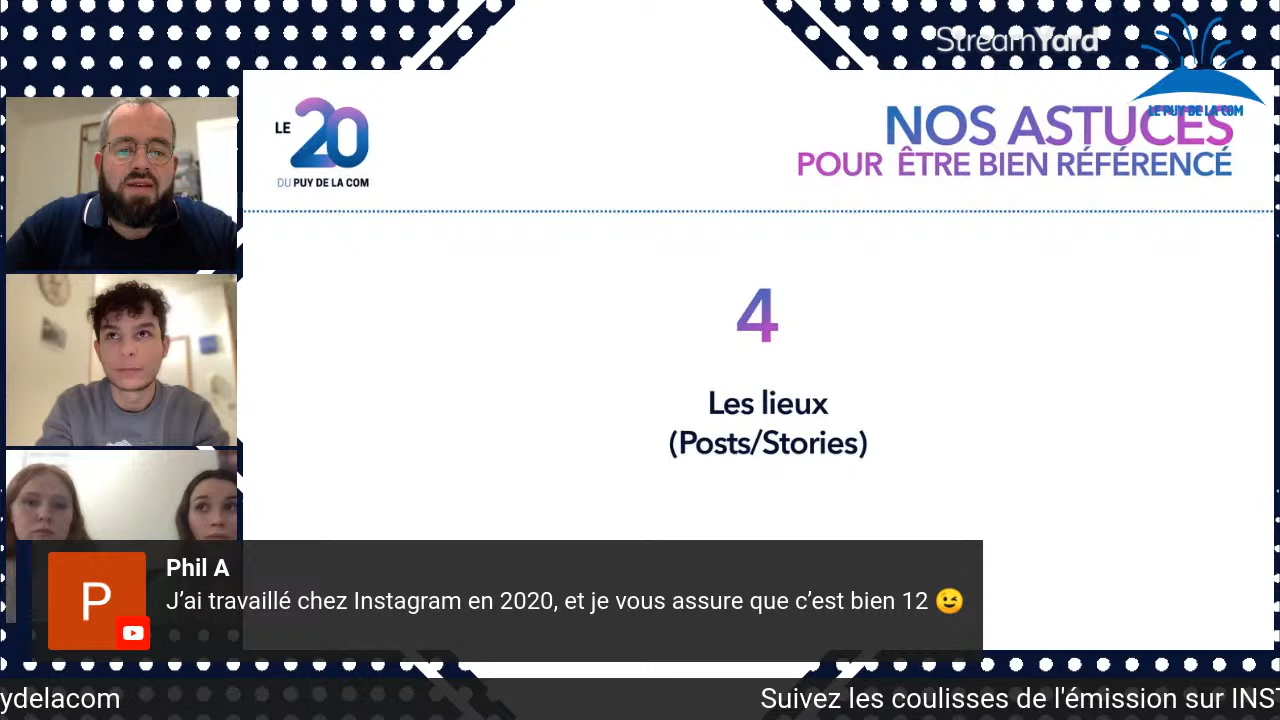 StreamYard
LE PUY DE LA COM
LE 20
DU PUY DE LA COM
NOS ASTUCES
POUR ÊTRE BIEN RÉFÉRENCÉ
4
Les lieux
(Posts/Stories)
P
Phil A
J’ai travaillé chez Instagram en 2020, et je vous assure que c’est bien 12 😉
ydelacom
Suivez les coulisses de l'émission sur INS